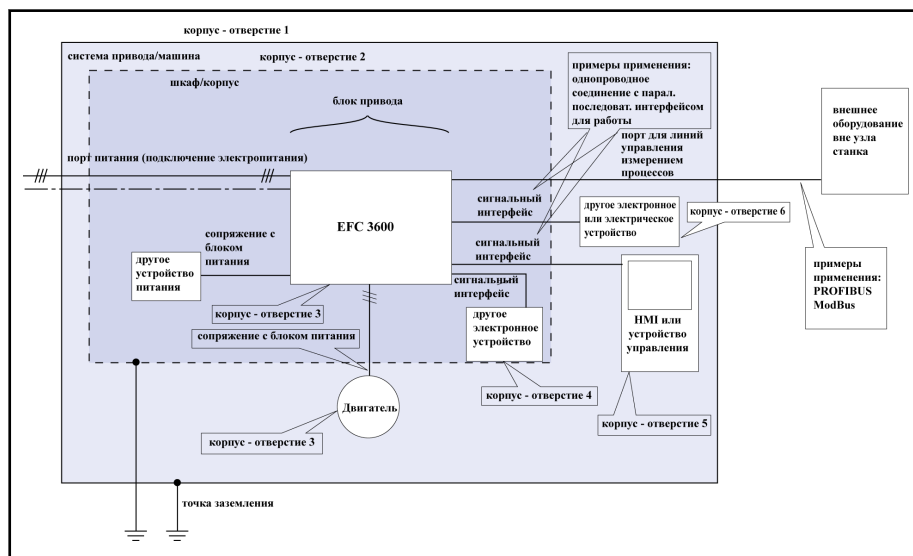 корпус - отверстие 1
система привода/машина
корпус - отверстие 2
шкаф/корпус
блок привода
примеры применения:
однопроводное
соединение с парал.
последоват. интерфейсом
для работы
порт для линий
управления
измерением
процессов
внешнее
оборудование
вне узла
станка
порт питания (подключение электропитания)
EFC 3600
сигнальный
интерфейс
другое электронное
или электрическое
устройство
корпус - отверстие 6
сопряжение с
блоком
питания
другое
устройство
питания
сигнальный
интерфейс
сигнальный
интерфейс
примеры
применения:
PROFIBUS
ModBus
корпус - отверстие 3
другое
электронное
устройство
HMI или
устройство
управления
сопряжение с блоком питания
корпус - отверстие 4
Двигатель
корпус - отверстие 3
корпус - отверстие 5
точка заземления